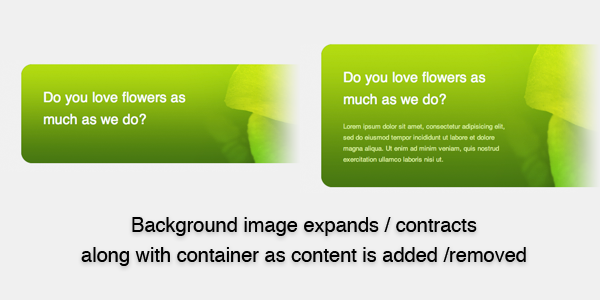 Do you love flowers as
much as we do?
Do you love flowers as
much as we do?
Lorem ipsum dolor sit amet, consectetur adipisicing elit,
sed do eiusmod tempor incididunt ut labore et dolore
magna aliqua. Ut enim ad minim veniam, quis nostrud
exercitation ullamco laboris nisi ut.
Background image expands / contracts
along with container as content is added /removed